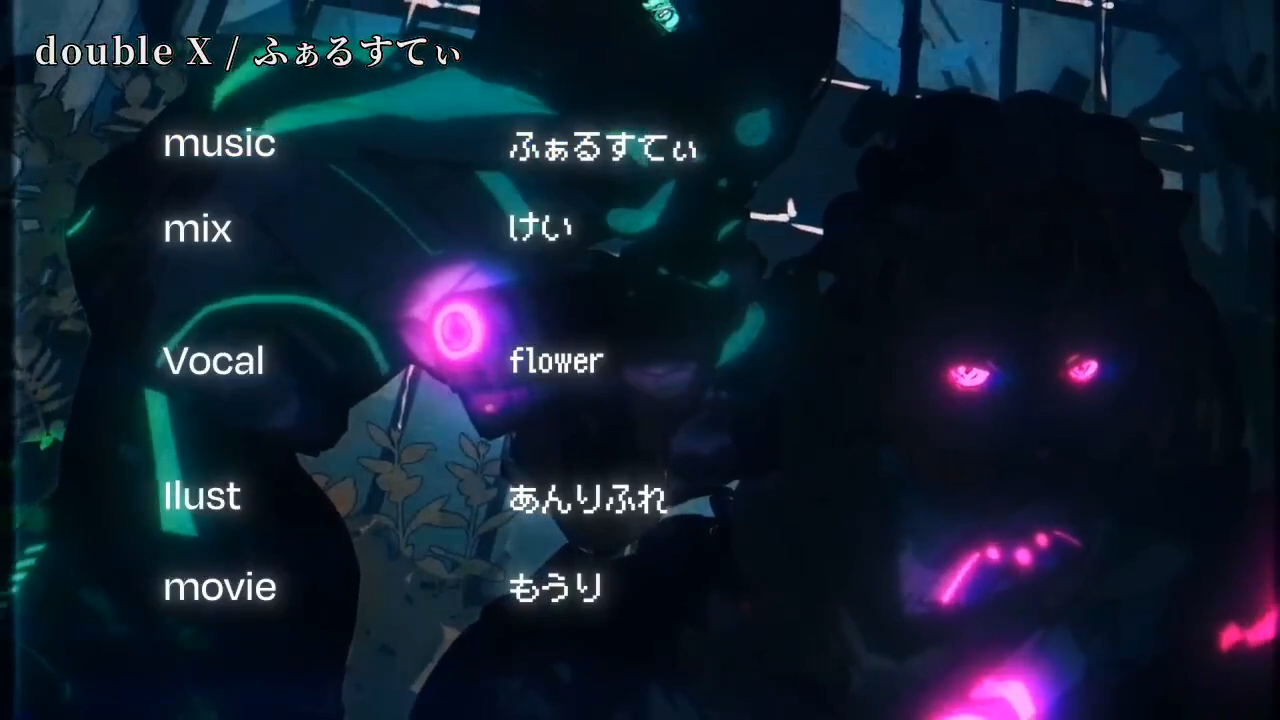 double X / ふぁるすてぃ
music ふぁるすてぃ
mix けい
Vocal flower
Illust あんりふれ
movie もうり